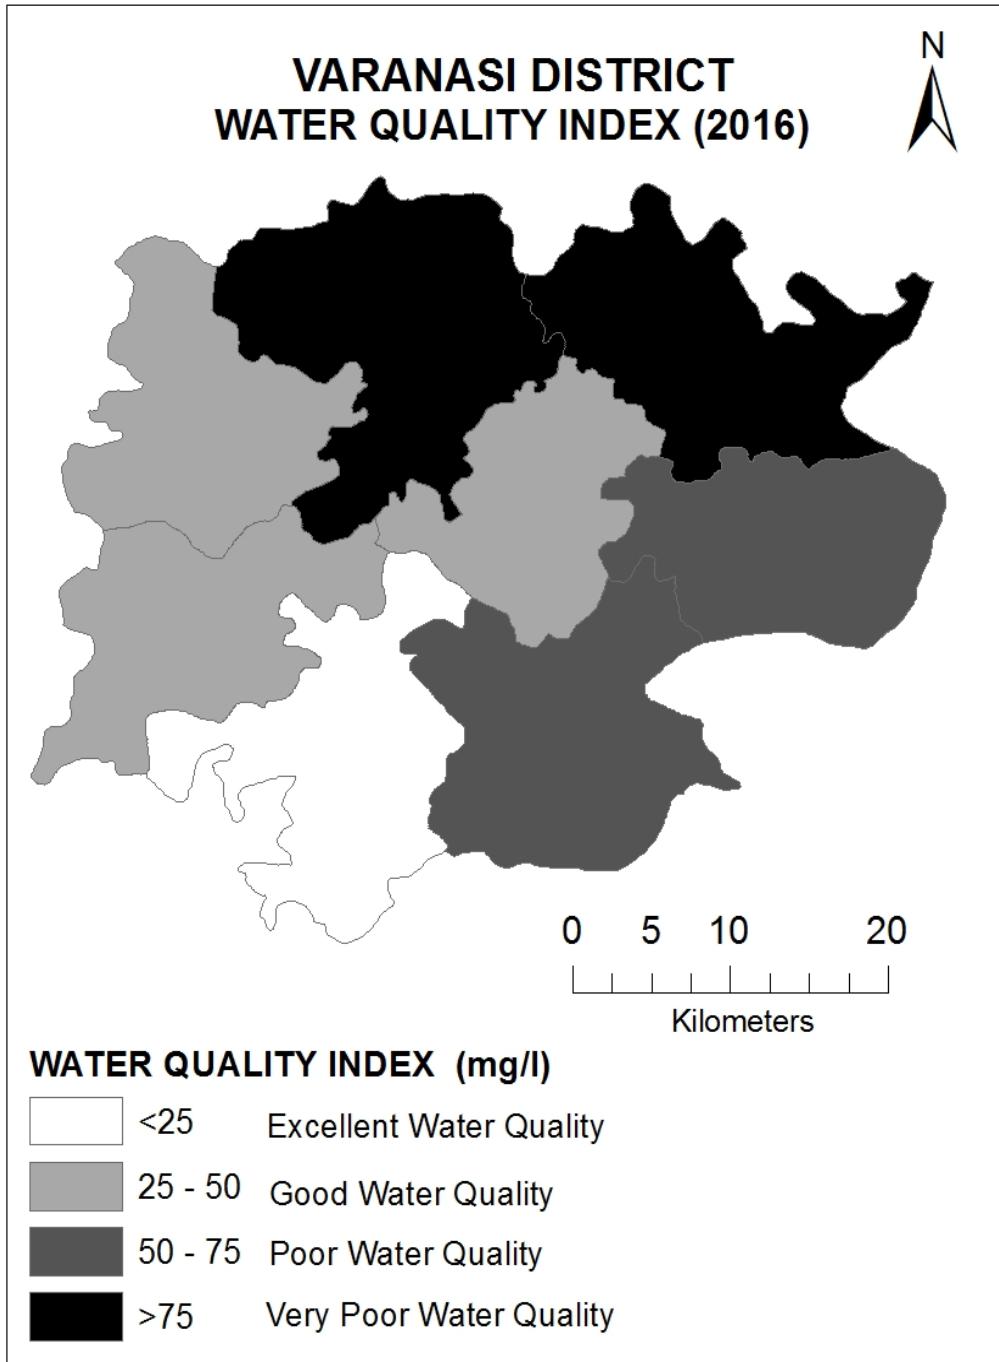 N
VARANASI DISTRICT
WATER QUALITY INDEX (2016)
0 5 10 20
Kilometers
WATER QUALITY INDEX (mg/l)
<25 Excellent Water Quality
25 - 50 Good Water Quality
50 - 75 Poor Water Quality
>75 Very Poor Water Quality